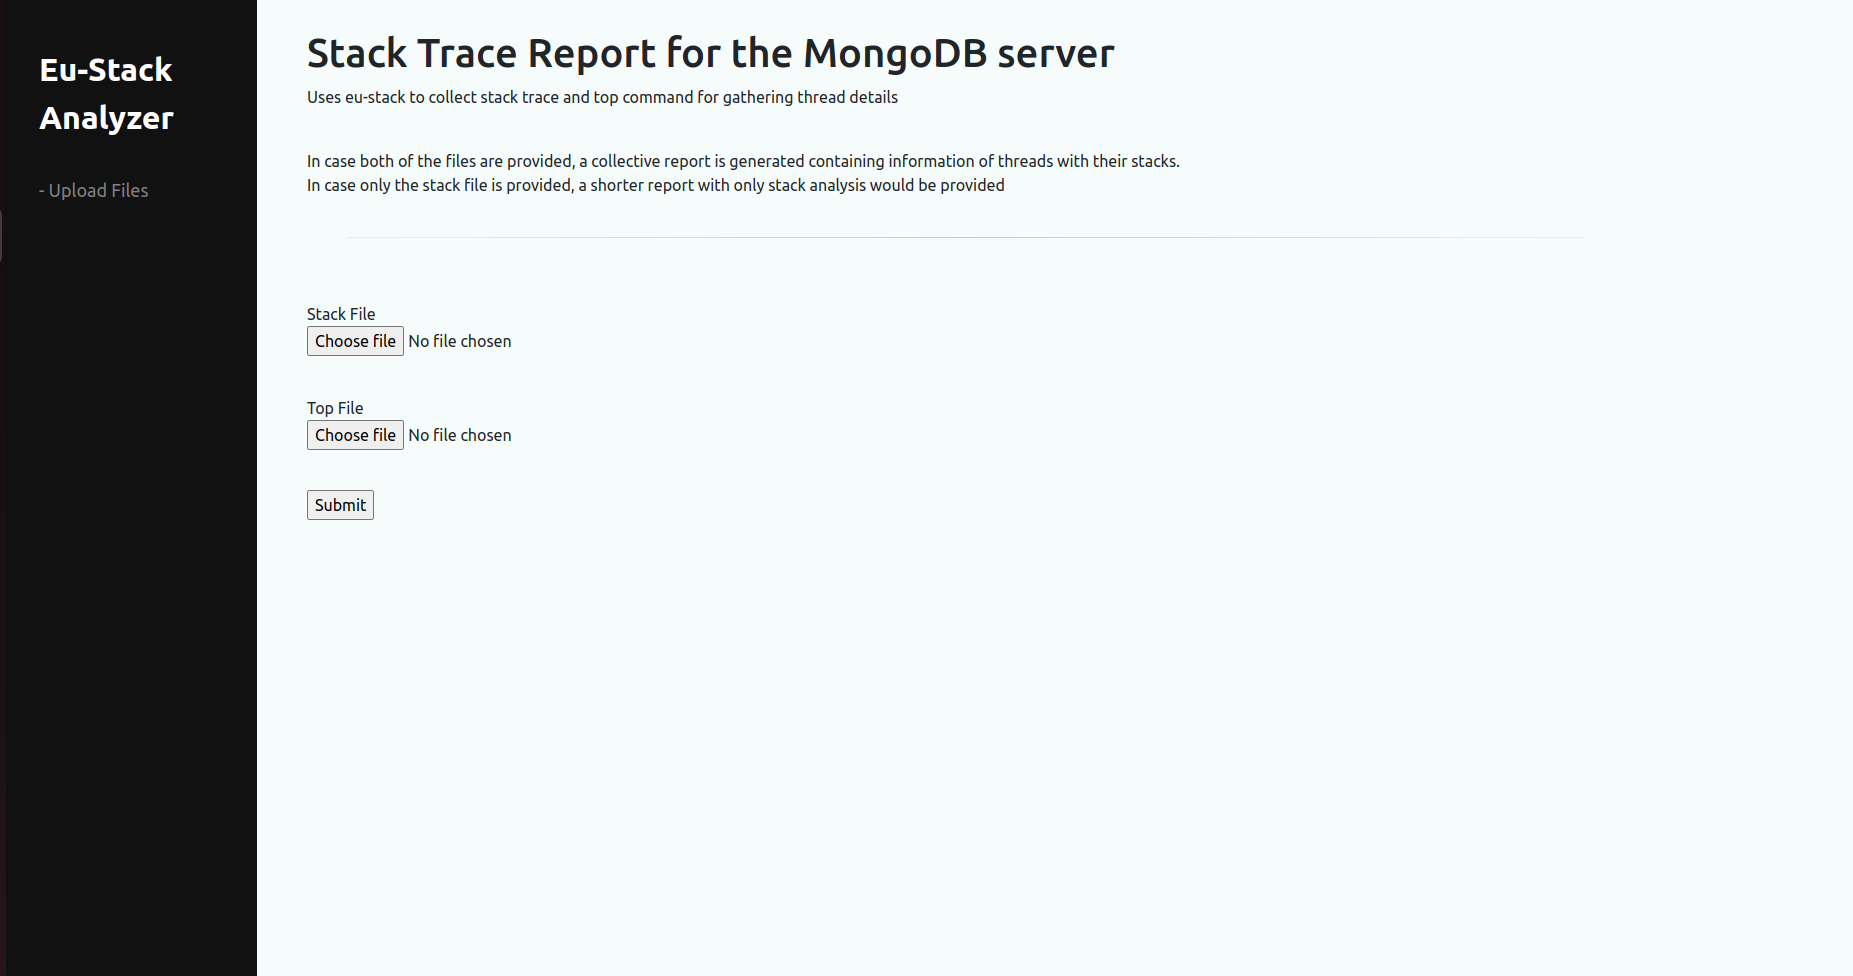 Eu-Stack
Analyzer
- Upload Files
Stack Trace Report for the MongoDB server
Uses eu-stack to collect stack trace and top command for gathering thread details
In case both of the files are provided, a collective report is generated containing information of threads with their stacks.
In case only the stack file is provided, a shorter report with only stack analysis would be provided
Stack File
Choose file No file chosen
Top File
Choose file No file chosen
Submit